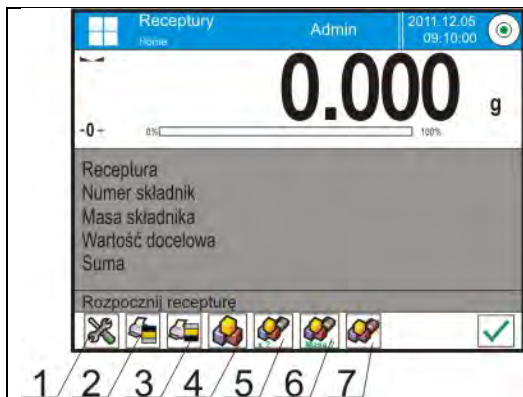 Receptury
Home
Admin
2011.12.05
09:10:00
0.000 g
-0-
0% 100%
Receptura
Numer składnik
Masa składnika
Wartość docelowa
Suma
Rozpocznij recepturę
x ?
Masa
1 2 3 4 5 6 7